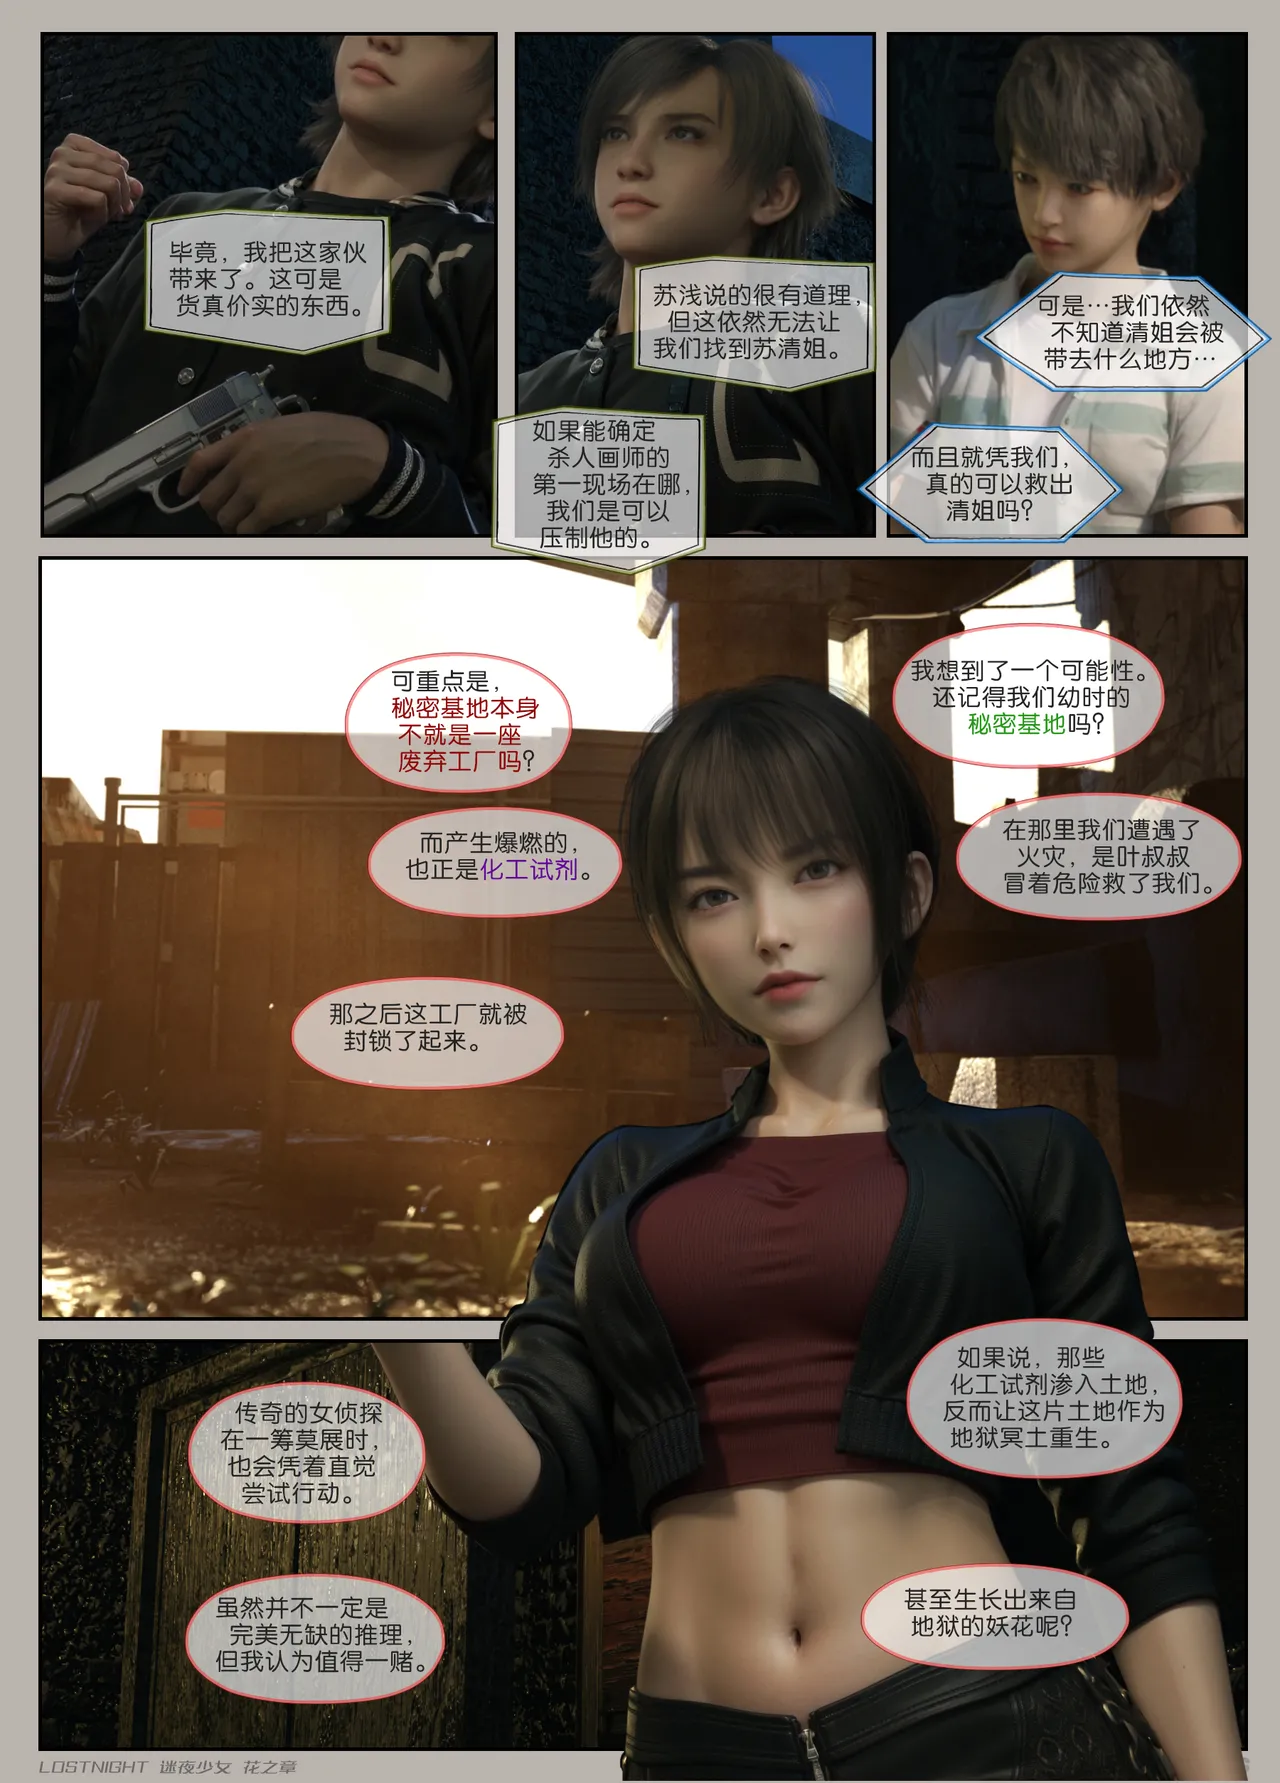 毕竟，我把这家伙
带来了。这可是
货真价实的东西。
苏浅说的很有道理，
但这依然无法让
我们找到苏清姐。
如果能确定
杀人画师的
第一现场在哪，
我们是可以
压制他的。
可是…我们依然
不知道清姐会被
带去什么地方…
而且就凭我们，
真的可以救出
清姐吗？
我想到了一个可能性。
还记得我们幼时的
秘密基地吗？
在那里我们遭遇了
火灾，是叶叔叔
冒着危险救了我们。
可重点是，
秘密基地本身
不就是一座
废弃工厂吗？
而产生爆燃的，
也正是化工试剂。
那之后这工厂就被
封锁了起来。
如果说，那些
化工试剂渗入土地，
反而让这片土地作为
地狱冥土重生。
甚至生长出来自
地狱的妖花呢？
传奇的女侦探
在一筹莫展时，
也会凭着直觉
尝试行动。
虽然并不一定是
完美无缺的推理，
但我认为值得一赌。
LOSTNIGHT 迷夜少女 花之章